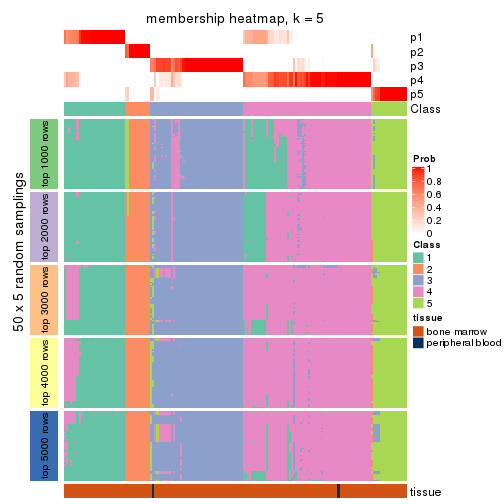 membership heatmap, k = 5
p1
p2
p3
p4
p5
Class
50 x 5 random samplings
top 1000 rows
top 2000 rows
top 3000 rows
top 4000 rows
top 5000 rows
tissue
Prob
1
0.8
0.6
0.4
0.2
0
Class
1
2
3
4
5
tissue
bone marrow
peripheral blood